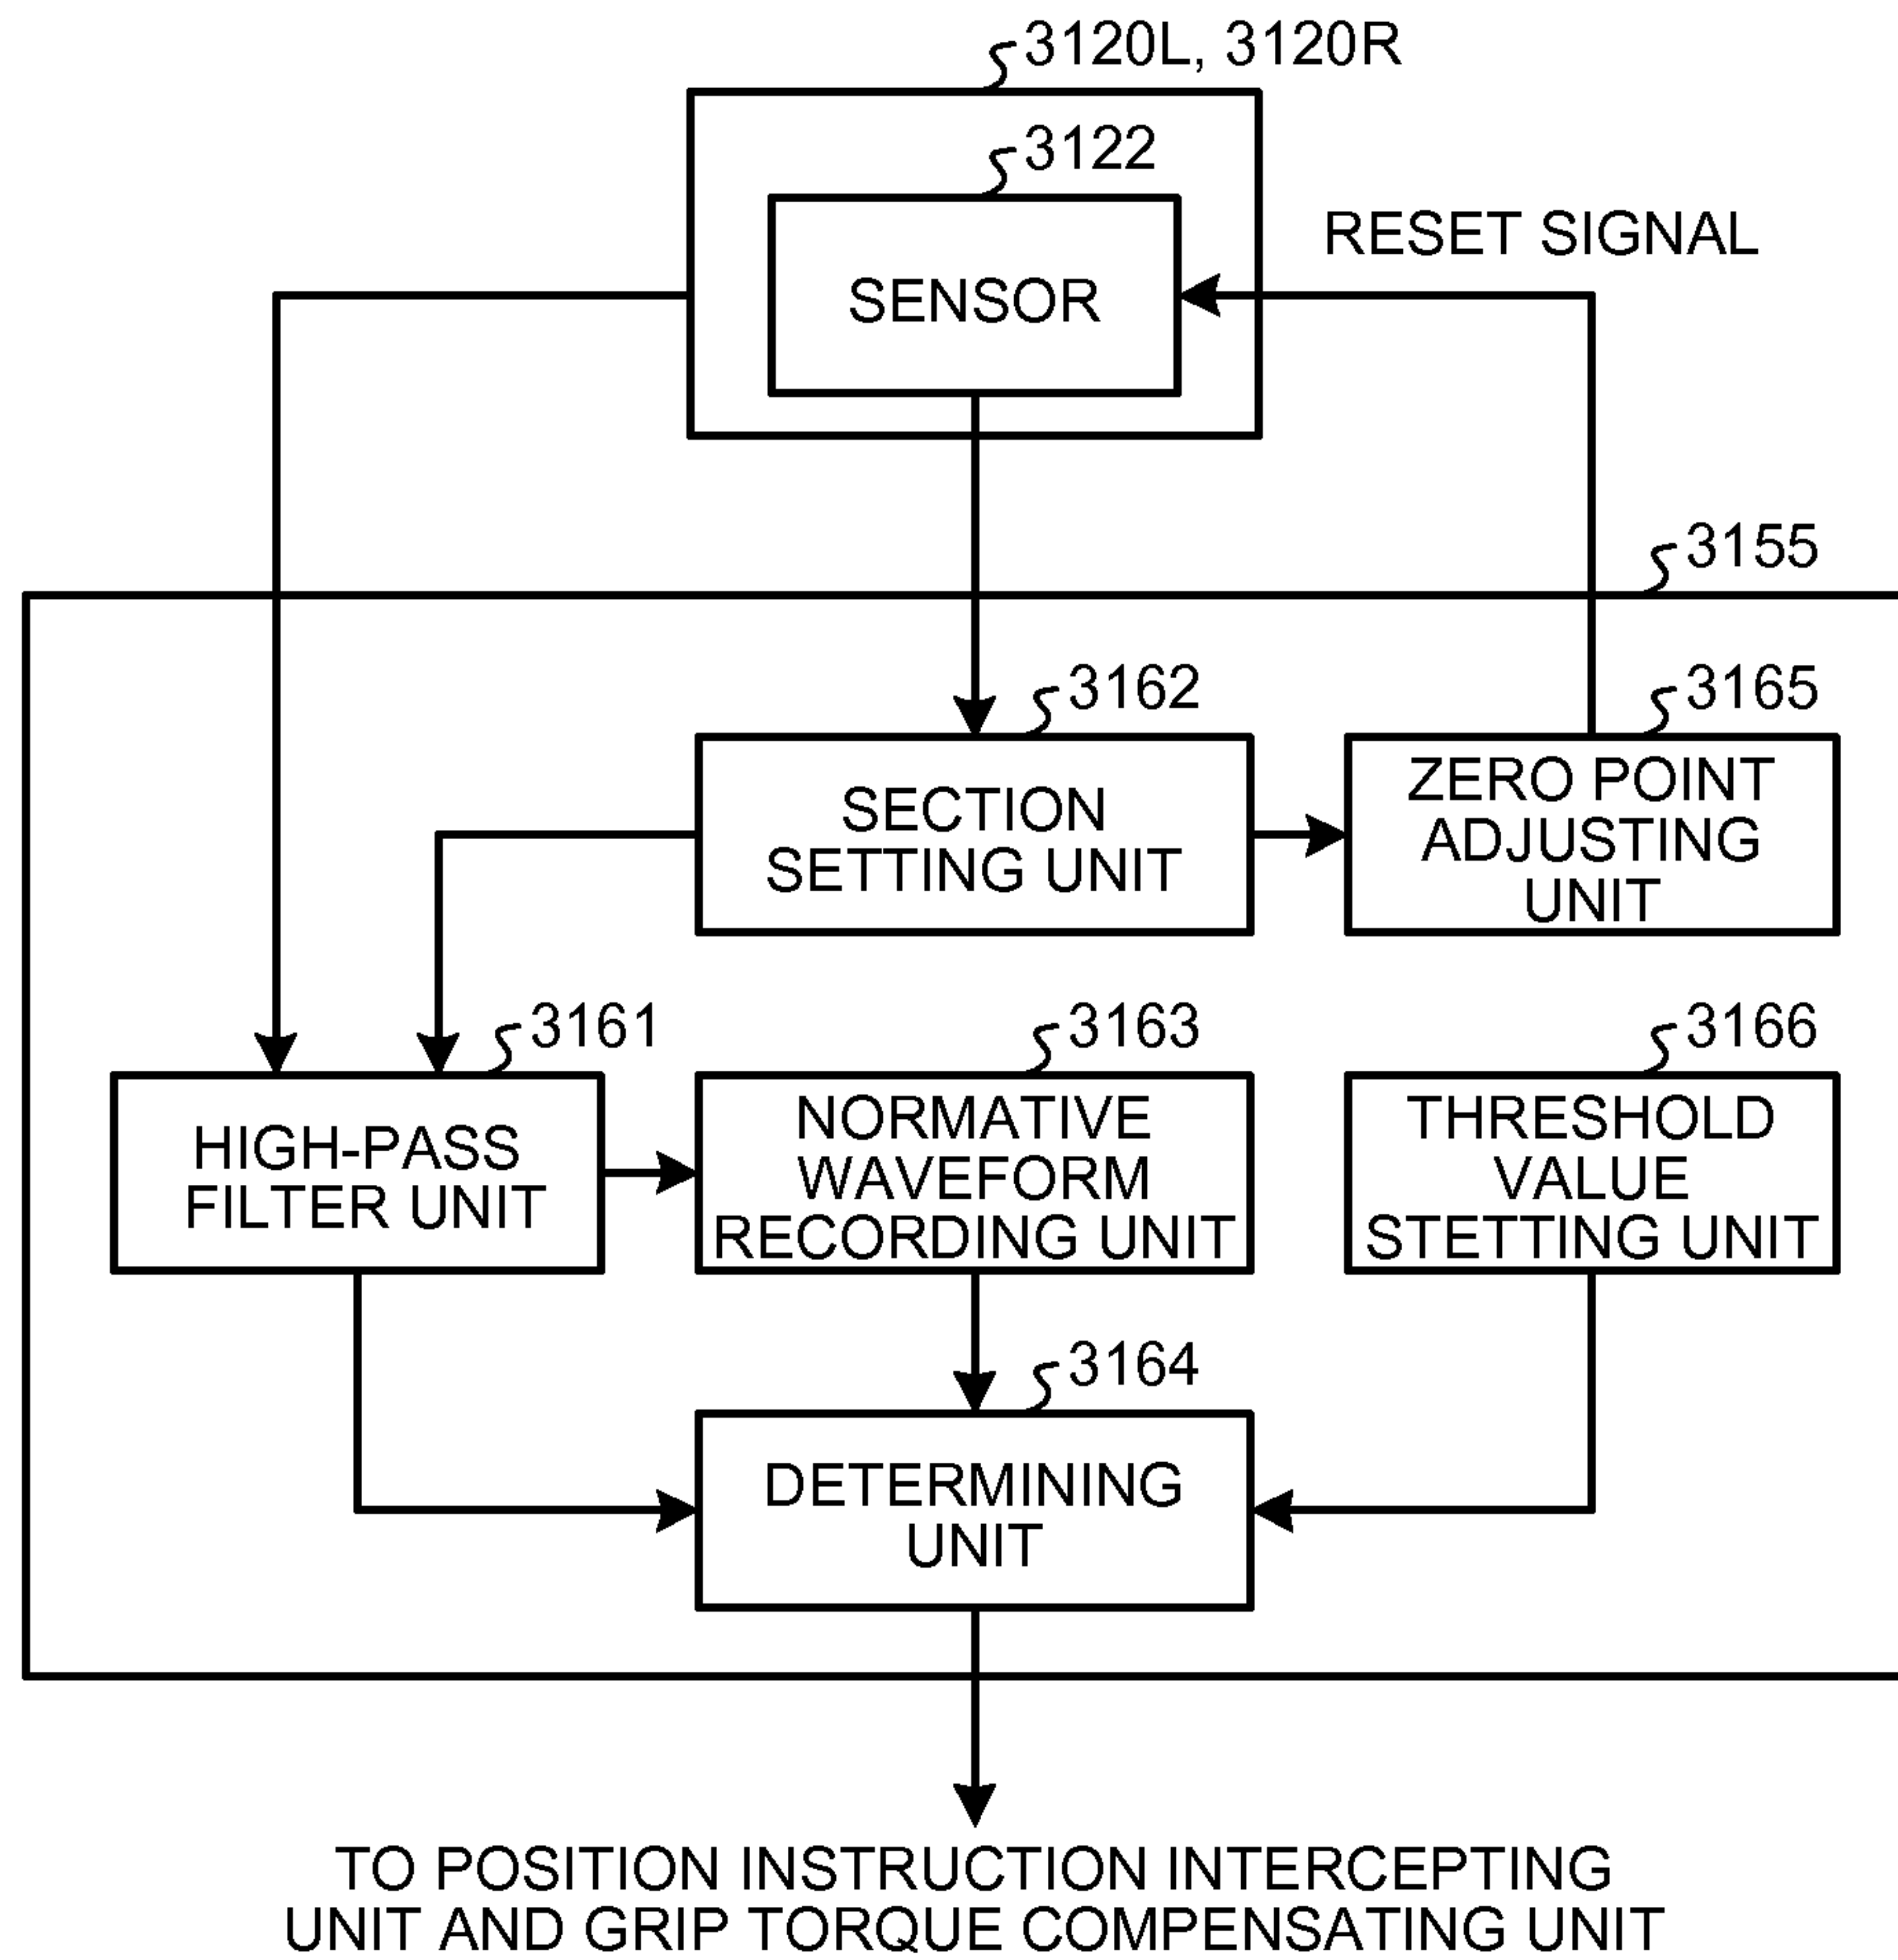 3120L, 3120R
3122
RESET SIGNAL
SENSOR
3155
3162
3165
SECTION
SETTING UNIT
ZERO POINT
ADJUSTING
UNIT
3161
3163
3166
HIGH-PASS
FILTER UNIT
NORMATIVE
WAVEFORM
RECORDING UNIT
THRESHOLD
VALUE
STETTING UNIT
3164
DETERMINING
UNIT
TO POSITION INSTRUCTION INTERCEPTING
UNIT AND GRIP TORQUE COMPENSATING UNIT